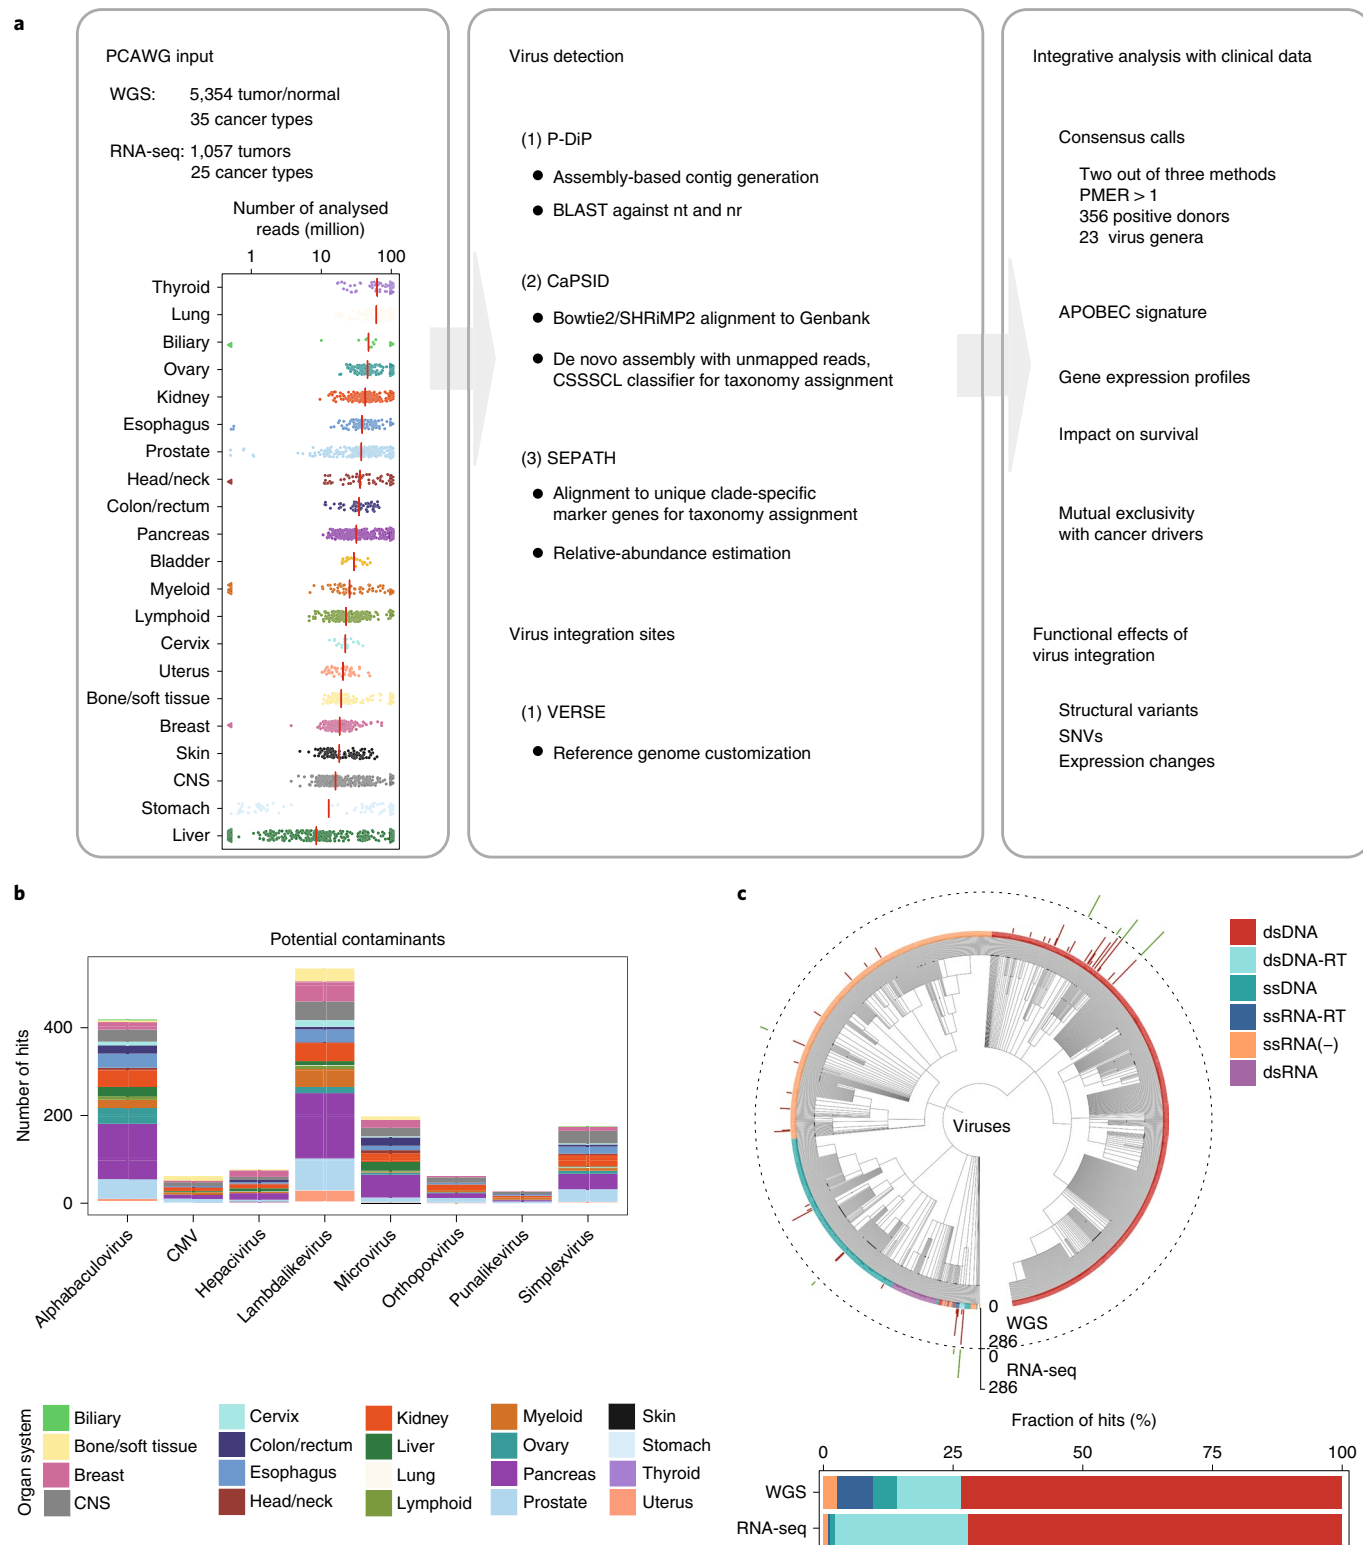 a
PCAWG input
WGS: 5,354 tumor/normal
35 cancer types
RNA-seq: 1,057 tumors
25 cancer types
Number of analysed
reads (million)
1 10 100
Thyroid
Lung
Biliary
Ovary
Kidney
Esophagus
Prostate
Head/neck
Colon/rectum
Pancreas
Bladder
Myeloid
Lymphoid
Cervix
Uterus
Bone/soft tissue
Breast
Skin
CNS
Stomach
Liver
Virus detection
(1) P-DiP
● Assembly-based contig generation
● BLAST against nt and nr
(2) CaPSID
● Bowtie2/SHRiMP2 alignment to Genbank
● De novo assembly with unmapped reads,
CSSSCL classifier for taxonomy assignment
(3) SEPATH
● Alignment to unique clade-specific
marker genes for taxonomy assignment
● Relative-abundance estimation
Virus integration sites
(1) VERSE
● Reference genome customization
Integrative analysis with clinical data
Consensus calls
Two out of three methods
PMER > 1
356 positive donors
23 virus genera
APOBEC signature
Gene expression profiles
Impact on survival
Mutual exclusivity
with cancer drivers
Functional effects of
virus integration
Structural variants
SNVs
Expression changes
b
Potential contaminants
Number of hits
400
200
0
Alphabaculovirus
CMV
Hepacivirus
Lambdalikevirus
Microvirus
Orthopoxvirus
Punalikevirus
Simplexvirus
Organ system
Biliary
Bone/soft tissue
Breast
CNS
Cervix
Colon/rectum
Esophagus
Head/neck
Kidney
Liver
Lung
Lymphoid
Myeloid
Ovary
Pancreas
Prostate
Skin
Stomach
Thyroid
Uterus
c
Viruses
0
WGS
286
0
RNA-seq
286
dsDNA
dsDNA-RT
ssDNA
ssRNA-RT
ssRNA(−)
dsRNA
Fraction of hits (%)
0 25 50 75 100
WGS
RNA-seq